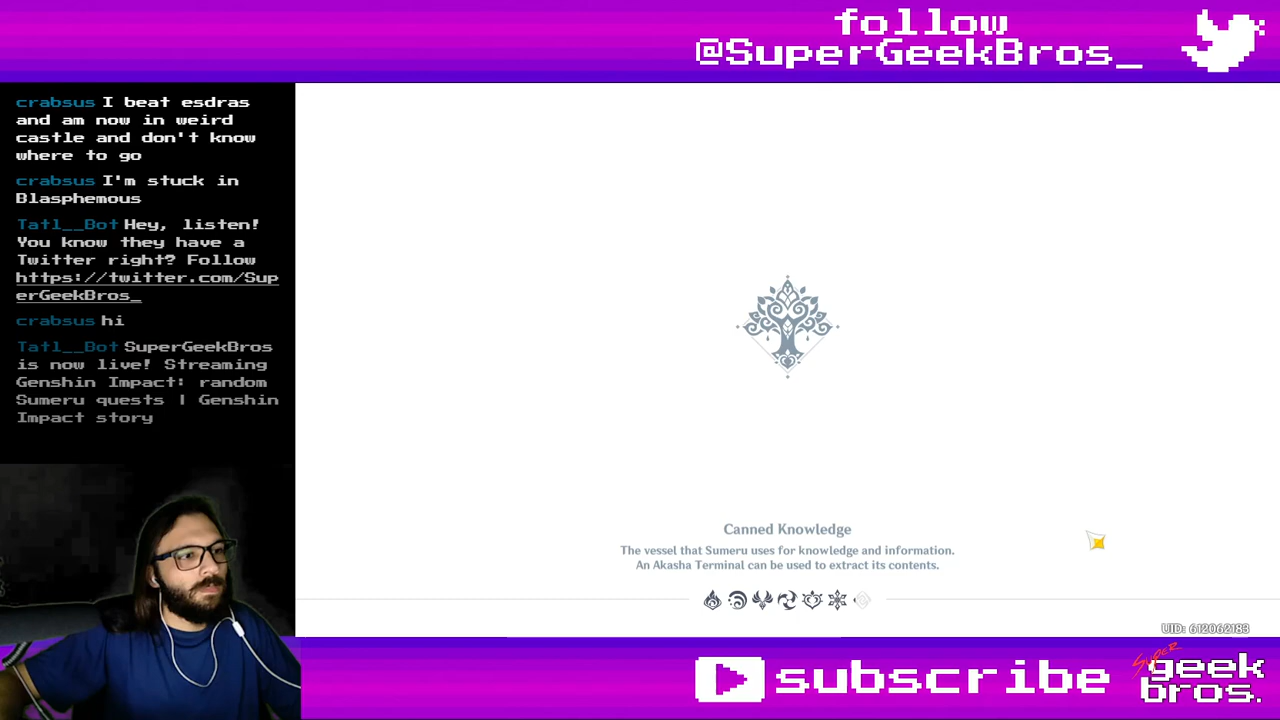 follow
@SuperGeekBros_
crabsus I beat esdras
and am now in weird
castle and don't know
where to go
crabsus I'm stuck in
Blasphemous
Tatl__Bot Hey, listen!
You know they have a
Twitter right? Follow
https://twitter.com/Sup
erGeekBros_
crabsus hi
Tatl__Bot SuperGeekBros
is now live! Streaming
Genshin Impact: random
Sumeru quests | Genshin
Impact story
Canned Knowledge
The vessel that Sumeru uses for knowledge and information.
An Akasha Terminal can be used to extract its contents.
UID: 612062183
subscribe
SUPER
geek
bros.